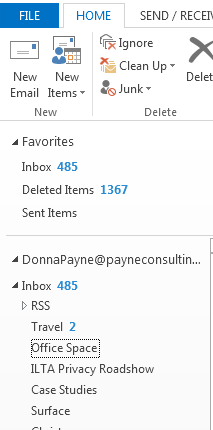 FILE HOME SEND / RECEIV
New Email
New Items
Ignore
Clean Up
Junk
Delet
New
Delete
Favorites
Inbox 485
Deleted Items 1367
Sent Items
DonnaPayne@payneconsultin...
Inbox 485
RSS
Travel 2
Office Space
ILTA Privacy Roadshow
Case Studies
Surface